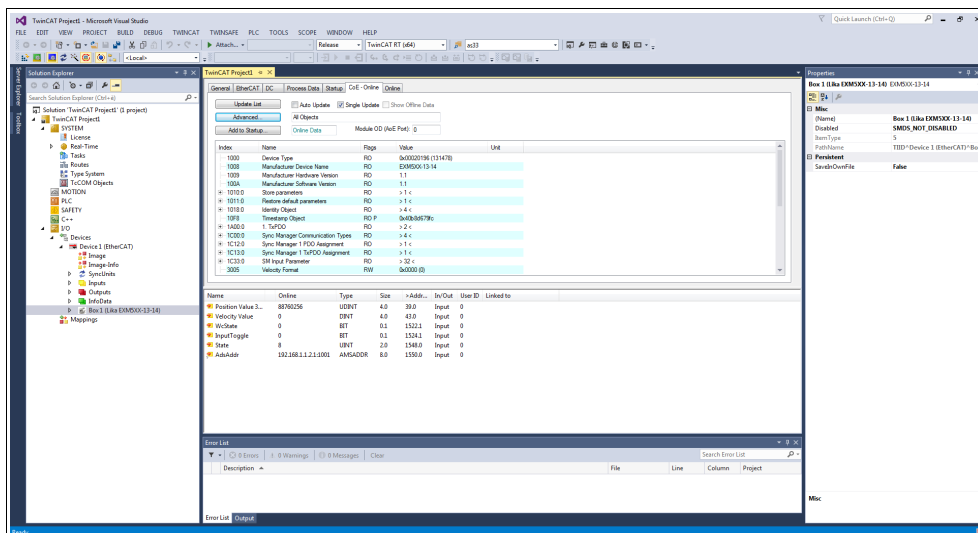 TwinCAT Project1 - Microsoft Visual Studio
Quick Launch (Ctrl+Q)
FILE EDIT VIEW PROJECT BUILD DEBUG TWINCAT TWINSAFE PLC TOOLS SCOPE WINDOW HELP
Attach... Release TwinCAT RT (x64) as33
<Local>
Server Explorer
Toolbox
Solution Explorer
Search Solution Explorer (Ctrl+è)
Solution 'TwinCAT Project1' (1 project)
TwinCAT Project1
SYSTEM
License
Real-Time
Tasks
Routes
Type System
TcCOM Objects
MOTION
PLC
SAFETY
C++
I/O
Devices
Device 1 (EtherCAT)
Image
Image-Info
SyncUnits
Inputs
Outputs
InfoData
Box 1 (Lika EXM5XX-13-14)
Mappings
TwinCAT Project1
General EtherCAT DC Process Data Startup CoE - Online Online
Update List Auto Update Single Update Show Offline Data
Advanced... All Objects
Add to Startup... Online Data Module OD (AoE Port): 0
Index Name Flags Value Unit
1000 Device Type RO 0x00020196 (131478)
1008 Manufacturer Device Name RO EXM5XX-13-14
1009 Manufacturer Hardware Version RO 1.1
100A Manufacturer Software Version RO 1.1
1010:0 Store parameters RO > 1 <
1011:0 Restore default parameters RO > 1 <
1018:0 Identity Object RO > 4 <
10F8 Timestamp Object RO P 0x40b8d679fc
1A00:0 1. TxPDO RO > 2 <
1C00:0 Sync Manager Communication Types RO > 4 <
1C12:0 Sync Manager 1 PDO Assignment RO > 1 <
1C13:0 Sync Manager 1 TxPDO Assignment RO > 1 <
1C33:0 SM Input Parameter RO > 32 <
3005 Velocity Format RW 0x0000 (0)
Name Online Type Size >Addr... In/Out User ID Linked to
Position Value 3... 88760256 UDINT 4.0 39.0 Input 0
Velocity Value 0 DINT 4.0 43.0 Input 0
WcState 0 BIT 0.1 1522.1 Input 0
InputToggle 0 BIT 0.1 1524.1 Input 0
State 8 UINT 2.0 1548.0 Input 0
AdsAddr 192.168.1.1.2.1:1001 AMSADDR 8.0 1550.0 Input 0
Error List
0 Errors 0 Warnings 0 Messages Clear
Search Error List
Description File Line Column Project
Error List Output
Properties
Box 1 (Lika EXM5XX-13-14) EXM5XX-13-14
Misc
(Name) Box 1 (Lika EXM5XX-13-14)
Disabled SMDS_NOT_DISABLED
ItemType 5
PathName TIID^Device 1 (EtherCAT)^Bo
Persistent
SaveInOwnFile False
Misc
Ready